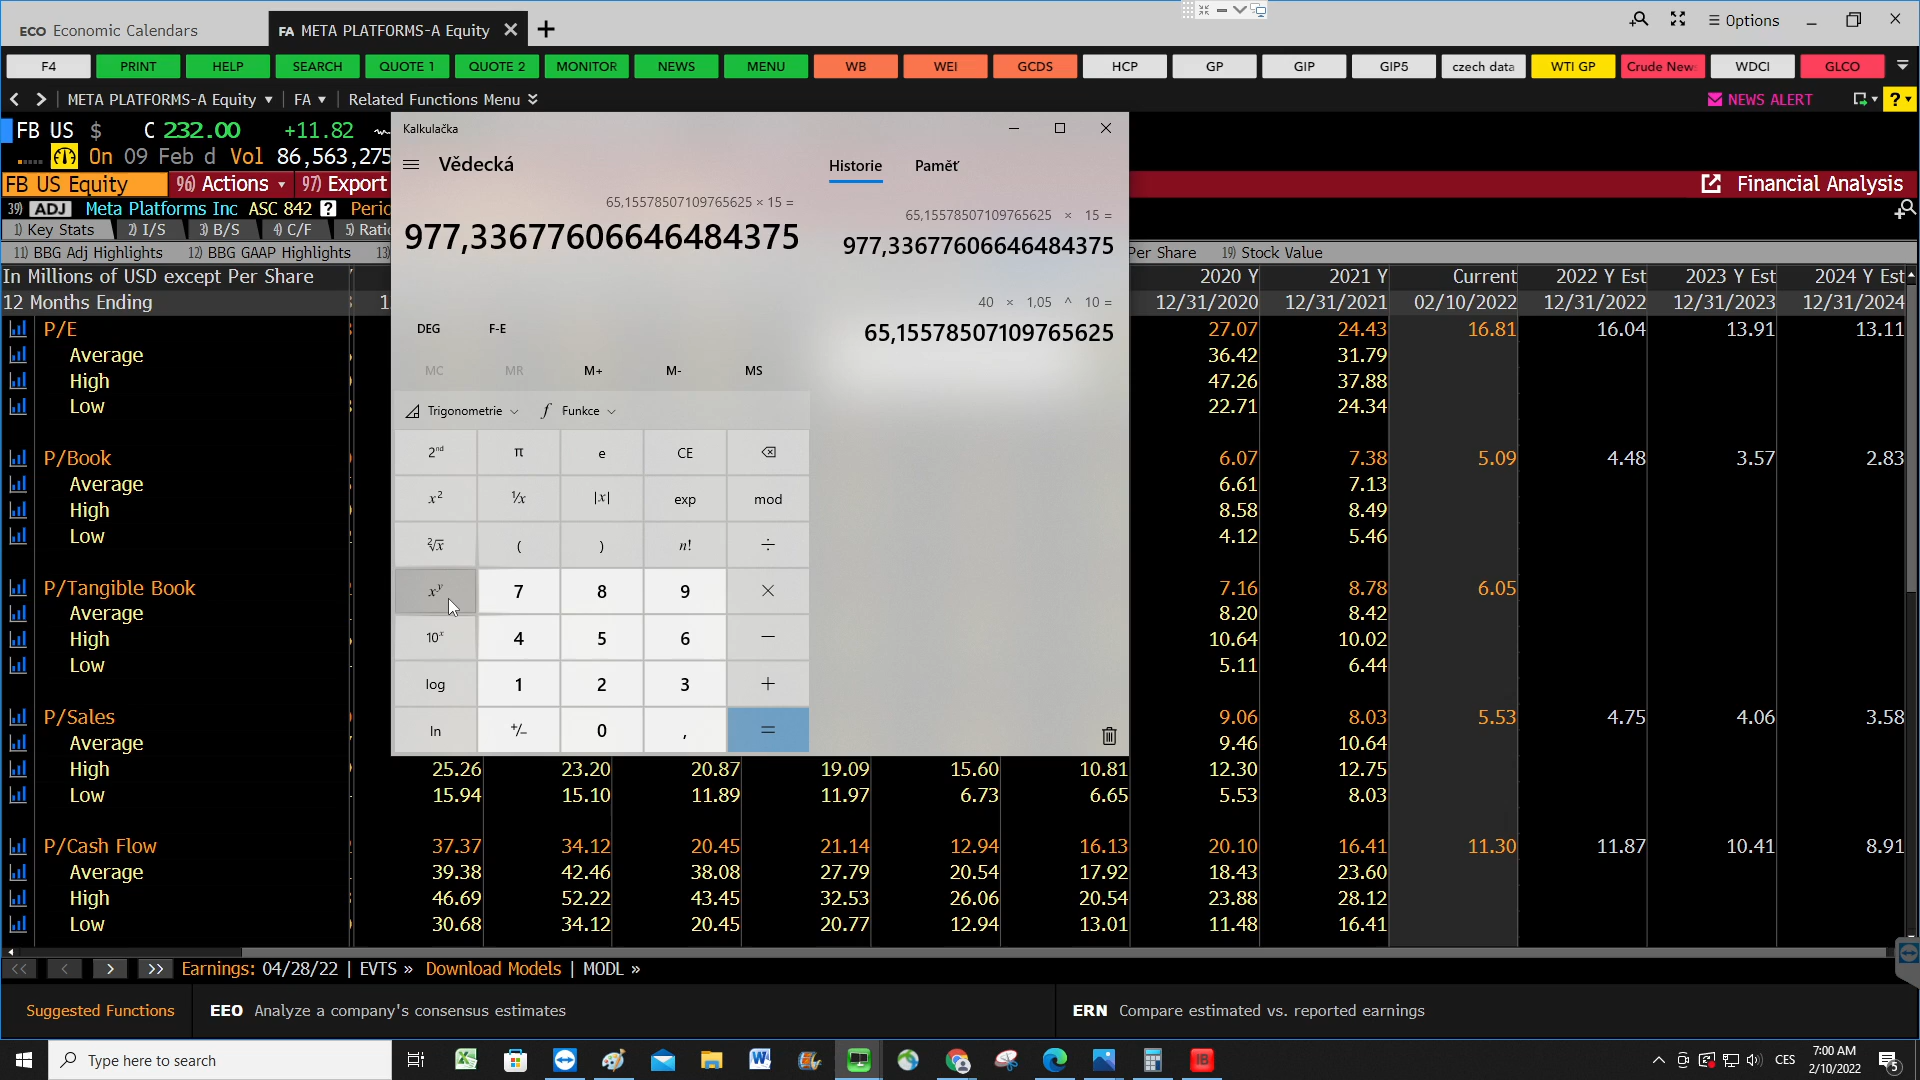 ECO Economic Calendars
FA META PLATFORMS-A Equity
Options
F4 PRINT HELP SEARCH QUOTE 1 QUOTE 2 MONITOR NEWS MENU WB WEI GCDS HCP GP GIP GIP5 czech data WTI GP Crude New WDCI GLCO
META PLATFORMS-A Equity FA Related Functions Menu NEWS ALERT ?
FB US $ C 232.00 +11.82
On 09 Feb d Vol 86,563,275
FB US Equity 96) Actions 97) Export Financial Analysis
39) ADJ Meta Platforms Inc ASC 842 ? Perio
1) Key Stats 2) I/S 3) B/S 4) C/F 5) Ratio
11) BBG Adj Highlights 12) BBG GAAP Highlights 13) Per Share 19) Stock Value
Kalkulačka
Vědecká
Historie Paměť
65,15578507109765625 × 15 =
977,33677606646484375
65,15578507109765625 × 15 =
977,33677606646484375
40 × 1,05 ^ 10 =
65,15578507109765625
DEG F-E
MC MR M+ M- MS
Trigonometrie f Funkce
2nd π e CE
x2 1/x |x| exp mod
2√x ( ) n! ÷
xy 7 8 9 ×
10x 4 5 6 −
log 1 2 3 +
ln +/− 0 , =
In Millions of USD except Per Share 2020 Y 2021 Y Current 2022 Y Est 2023 Y Est 2024 Y Est
12 Months Ending 1 12/31/2020 12/31/2021 02/10/2022 12/31/2022 12/31/2023 12/31/2024
P/E 27.07 24.43 16.81 16.04 13.91 13.11
Average 36.42 31.79
High 47.26 37.88
Low 22.71 24.34
P/Book 6.07 7.38 5.09 4.48 3.57 2.83
Average 6.61 7.13
High 8.58 8.49
Low 4.12 5.46
P/Tangible Book 7.16 8.78 6.05
Average 8.20 8.42
High 10.64 10.02
Low 5.11 6.44
P/Sales 9.06 8.03 5.53 4.75 4.06 3.58
Average 9.46 10.64
High 25.26 23.20 20.87 19.09 15.60 10.81 12.30 12.75
Low 15.94 15.10 11.89 11.97 6.73 6.65 5.53 8.03
P/Cash Flow 37.37 34.12 20.45 21.14 12.94 16.13 20.10 16.41 11.30 11.87 10.41 8.91
Average 39.38 42.46 38.08 27.79 20.54 17.92 18.43 23.60
High 46.69 52.22 43.45 32.53 26.06 20.54 23.88 28.12
Low 30.68 34.12 20.45 20.77 12.94 13.01 11.48 16.41
<< < > >> Earnings: 04/28/22 | EVTS » Download Models | MODL »
Suggested Functions EEO Analyze a company's consensus estimates ERN Compare estimated vs. reported earnings
Type here to search
IB
CES
7:00 AM
2/10/2022
5